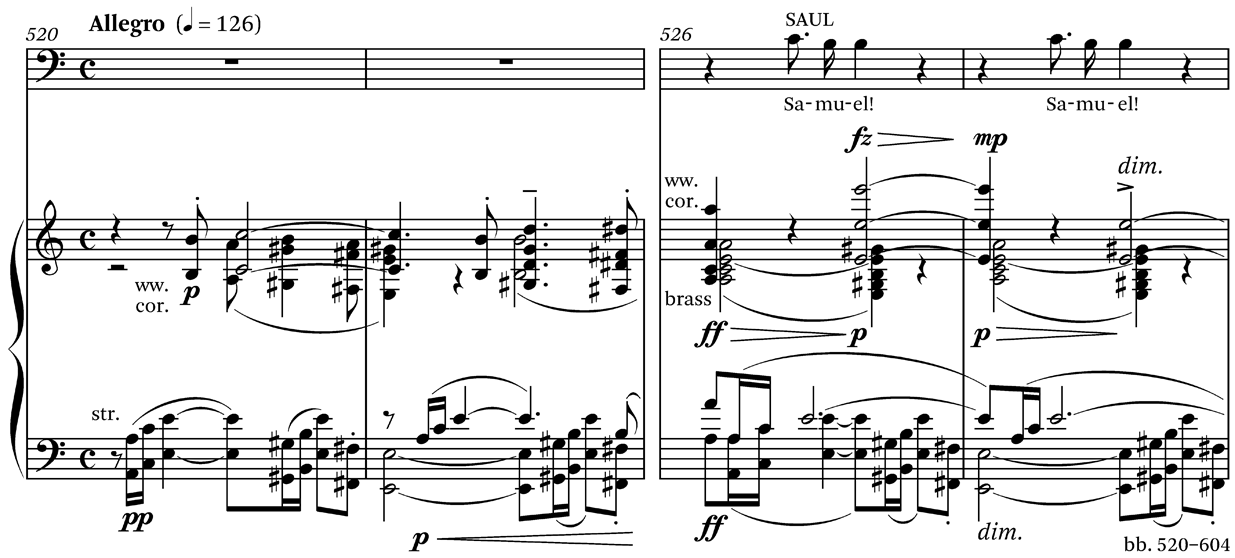 Allegro (♩ = 126)
520
526
SAUL
Sa-mu-el! Sa-mu-el!
fz mp
dim.
ww.
cor.
ww.
cor.
p
brass
ff p p
str.
pp
p
ff
dim.
bb. 520–604